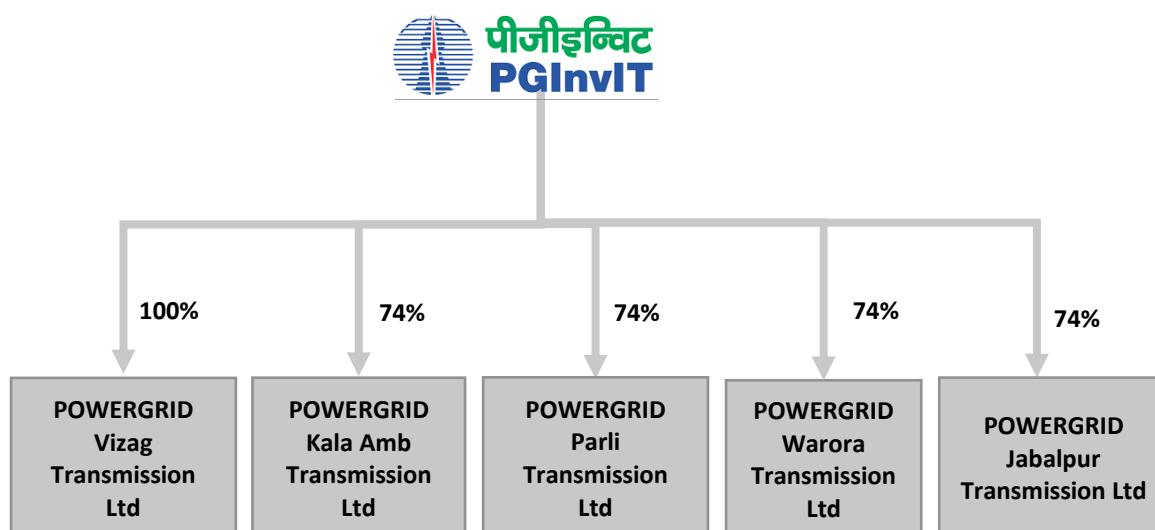 पीजीइन्विट
PGInvIT
100%
74%
74%
74%
74%
POWERGRID
Vizag
Transmission
Ltd
POWERGRID
Kala Amb
Transmission
Ltd
POWERGRID
Parli
Transmission
Ltd
POWERGRID
Warora
Transmission
Ltd
POWERGRID
Jabalpur
Transmission Ltd